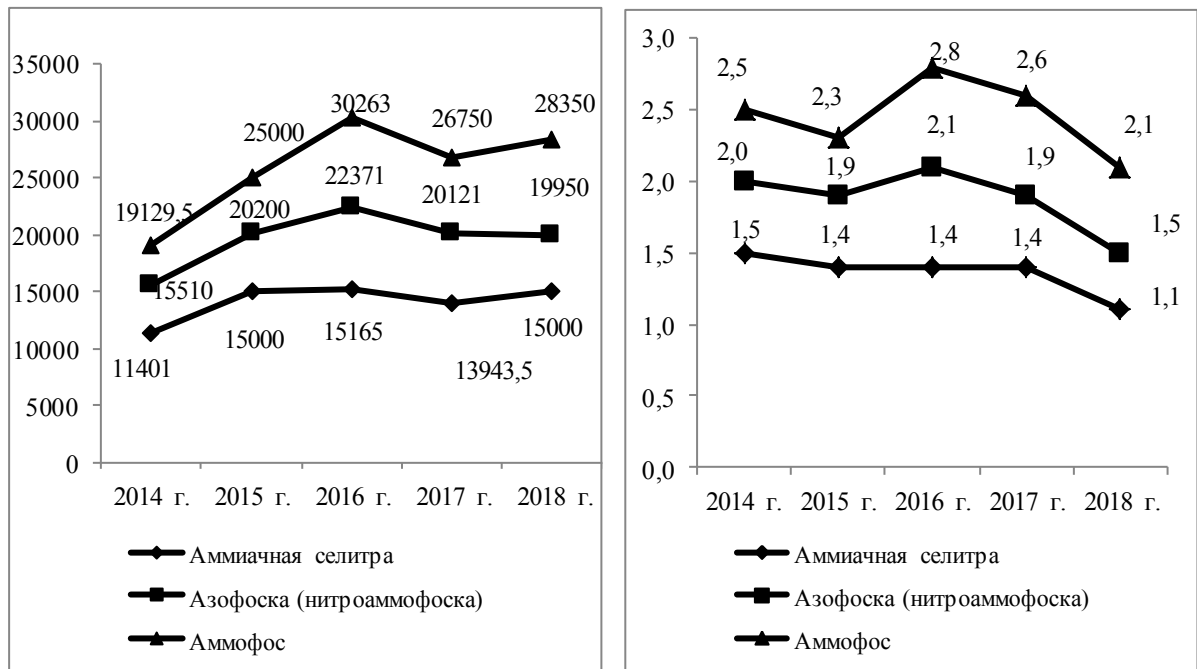 35000
30000
25000
20000
15000
10000
5000
0
30263
26750
28350
25000
19129,5
22371
20121
19950
20200
15510
11401
15000
15165
13943,5
15000
2014 г.
2015 г.
2016 г.
2017 г.
2018 г.
Аммиачная селитра
Азофоска (нитроаммофоска)
Аммофос
3,0
2,5
2,0
1,5
1,0
0,5
0,0
2,5
2,3
2,8
2,6
2,1
2,0
1,9
2,1
1,9
1,5
1,5
1,4
1,4
1,4
1,1
2014 г.
2015 г.
2016 г.
2017 г.
2018 г.
Аммиачная селитра
Азофоска (нитроаммофоска)
Аммофос